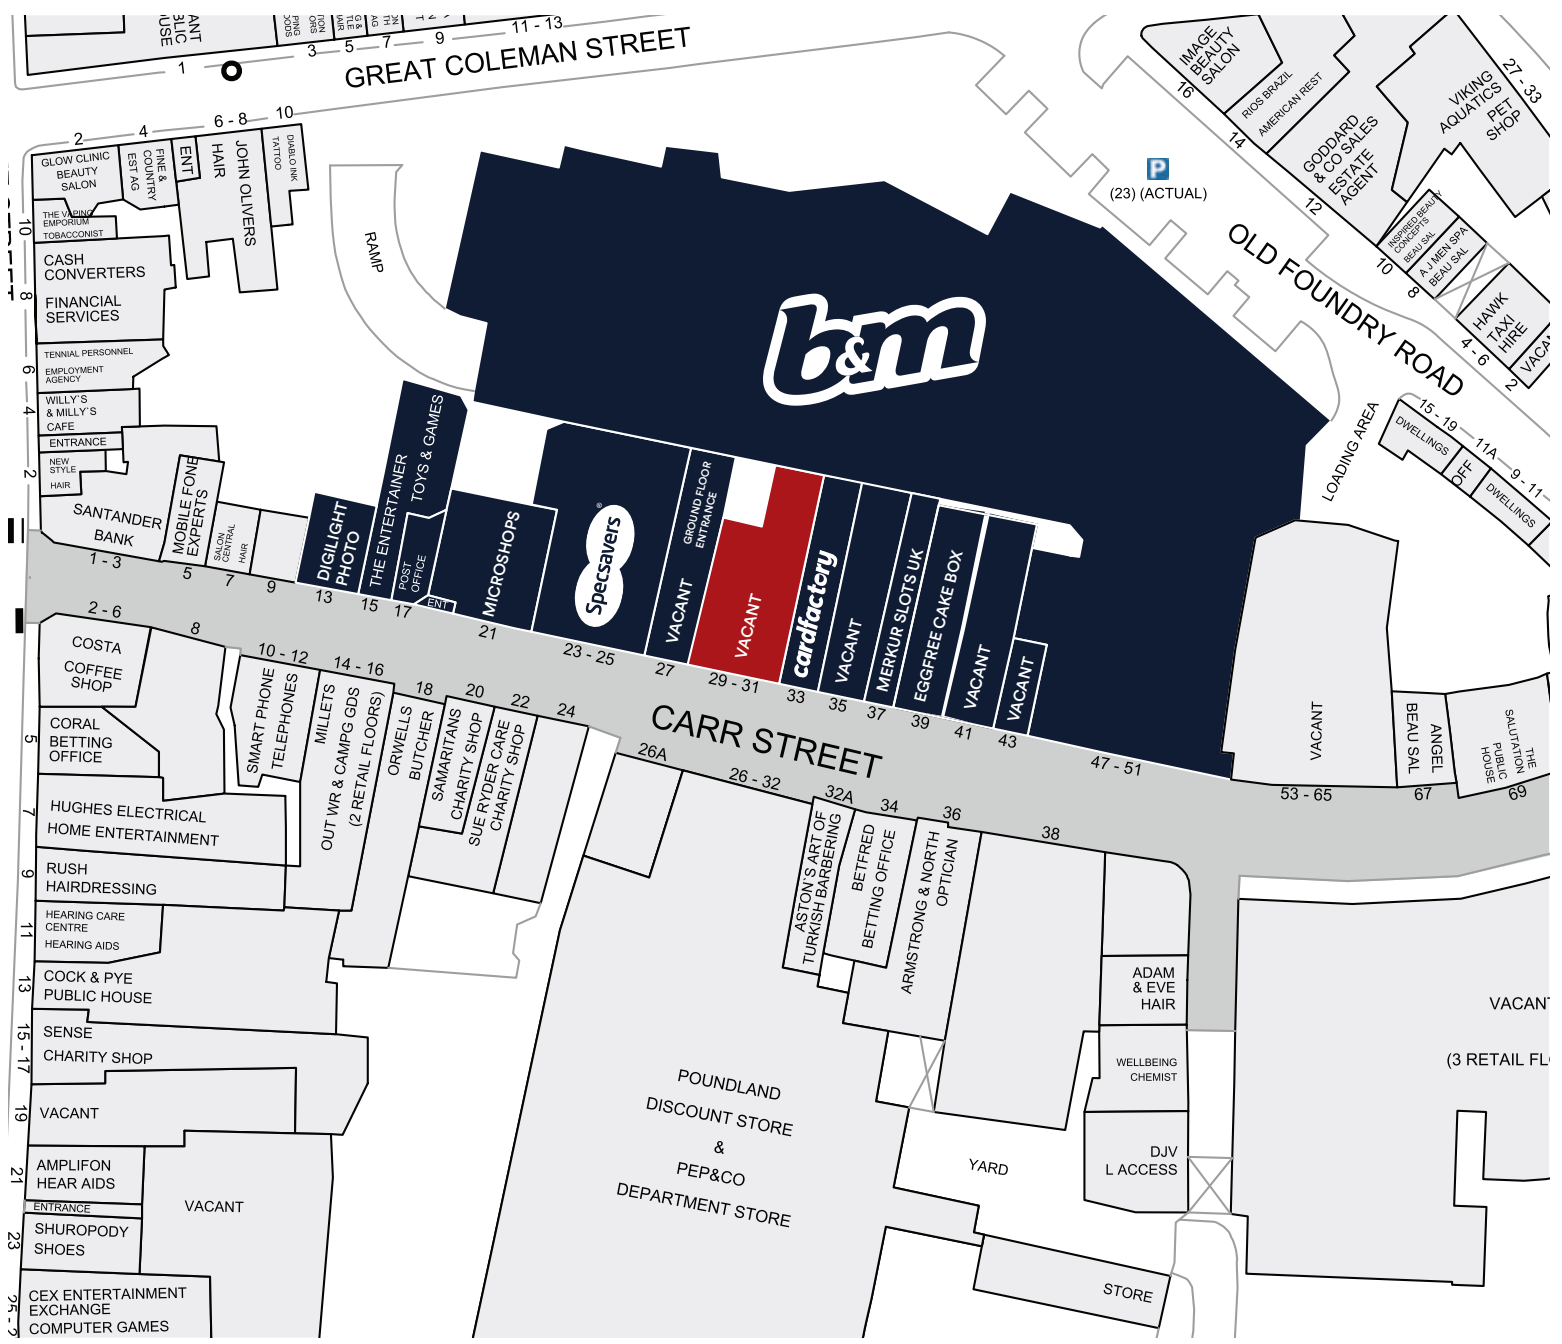 PUBLIC
1
3
5
7
9
11 - 13
GREAT COLEMAN STREET
2
4
6 - 8
10
GLOW CLINIC
BEAUTY
SALON
FINE &
COUNTRY
EST AG
ENT
HAIR
JOHN OLIVERS
DIABLO INK
TATTOO
THE VAPING
EMPORIUM
TOBACCONIST
10
CASH
CONVERTERS
FINANCIAL
SERVICES
8
TENNIAL PERSONNEL
EMPLOYMENT
AGENCY
6
WILLY`S
& MILLY`S
CAFE
4
ENTRANCE
NEW
STYLE
HAIR
2
SANTANDER
BANK
1 - 3
MOBILE FONE
EXPERTS
5
SALON
CENTRAL
HAIR
7
9
RAMP
DIGILIGHT
PHOTO
13
THE ENTERTAINER
TOYS & GAMES
15
POST
OFFICE
17
ENT
MICROSHOPS
21
Specsavers
®
23 - 25
GROUND FLOOR
ENTRANCE
VACANT
27
VACANT
29 - 31
cardfactory
33
VACANT
35
MERKUR SLOTS UK
37
EGGFREE CAKE BOX
39
VACANT
41
VACANT
43
b&m
47 - 51
P
(23) (ACTUAL)
OLD FOUNDRY ROAD
IMAGE
BEAUTY
SALON
16
RIOS BRAZIL
AMERICAN REST
14
GODDARD
& CO SALES
ESTATE
AGENT
12
VIKING
AQUATICS
PET
SHOP
27 - 33
INSPIRED BEAUTY
CONCEPTS
BEAU SAL
10
A J MEN SPA
BEAU SAL
8
HAWK
TAXI
HIRE
4 - 6
2
LOADING AREA
15 - 19
DWELLINGS
11A
OFF
9 - 11
DWELLINGS
VACANT
53 - 65
ANGEL
BEAU SAL
67
THE
SALUTATION
PUBLIC
HOUSE
69
CARR STREET
2 - 6
COSTA
COFFEE
SHOP
8
CORAL
BETTING
OFFICE
5
10 - 12
SMART PHONE
TELEPHONES
14 - 16
MILLETS
OUT WR & CAMPG GDS
(2 RETAIL FLOORS)
18
ORWELLS
BUTCHER
20
SAMARITANS
CHARITY SHOP
22
SUE RYDER CARE
CHARITY SHOP
24
26A
26 - 32
32A
ASTON`S ART OF
TURKISH BARBERING
34
BETFRED
BETTING OFFICE
36
ARMSTRONG & NORTH
OPTICIAN
38
HUGHES ELECTRICAL
HOME ENTERTAINMENT
7
RUSH
HAIRDRESSING
9
HEARING CARE
CENTRE
HEARING AIDS
11
COCK & PYE
PUBLIC HOUSE
13
SENSE
CHARITY SHOP
15 - 17
VACANT
19
AMPLIFON
HEAR AIDS
21
ENTRANCE
VACANT
SHUROPODY
SHOES
23
CEX ENTERTAINMENT
EXCHANGE
COMPUTER GAMES
POUNDLAND
DISCOUNT STORE
&
PEP&CO
DEPARTMENT STORE
ADAM
& EVE
HAIR
WELLBEING
CHEMIST
DJV
L ACCESS
YARD
STORE
VACANT
(3 RETAIL